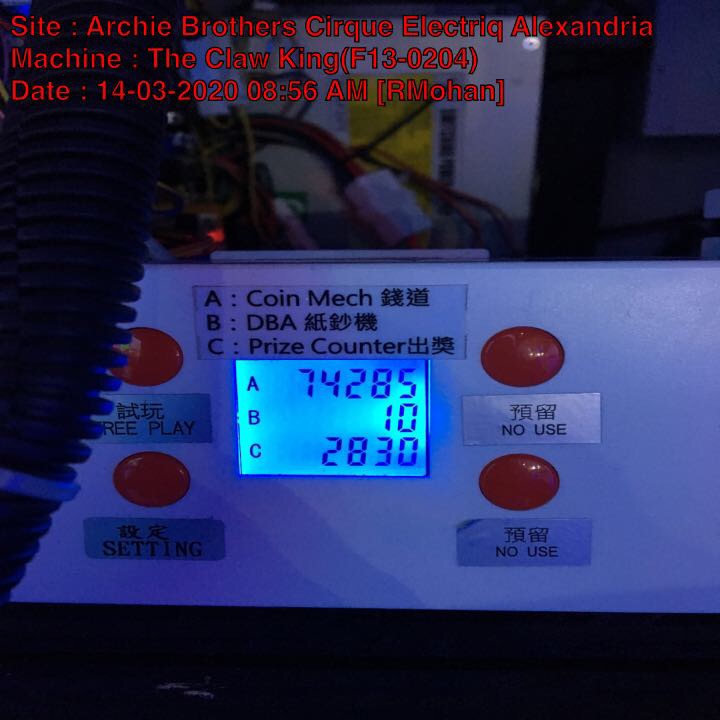 Site : Archie Brothers Cirque Electriq Alexandria
Machine : The Claw King(F13-0204)
Date : 14-03-2020 08:56 AM [RMohan]
A : Coin Mech 錢道
B : DBA 紙鈔機
C : Prize Counter出獎
A 74285
B 10
C 2830
試玩
FREE PLAY
預留
NO USE
設定
SETTING
預留
NO USE